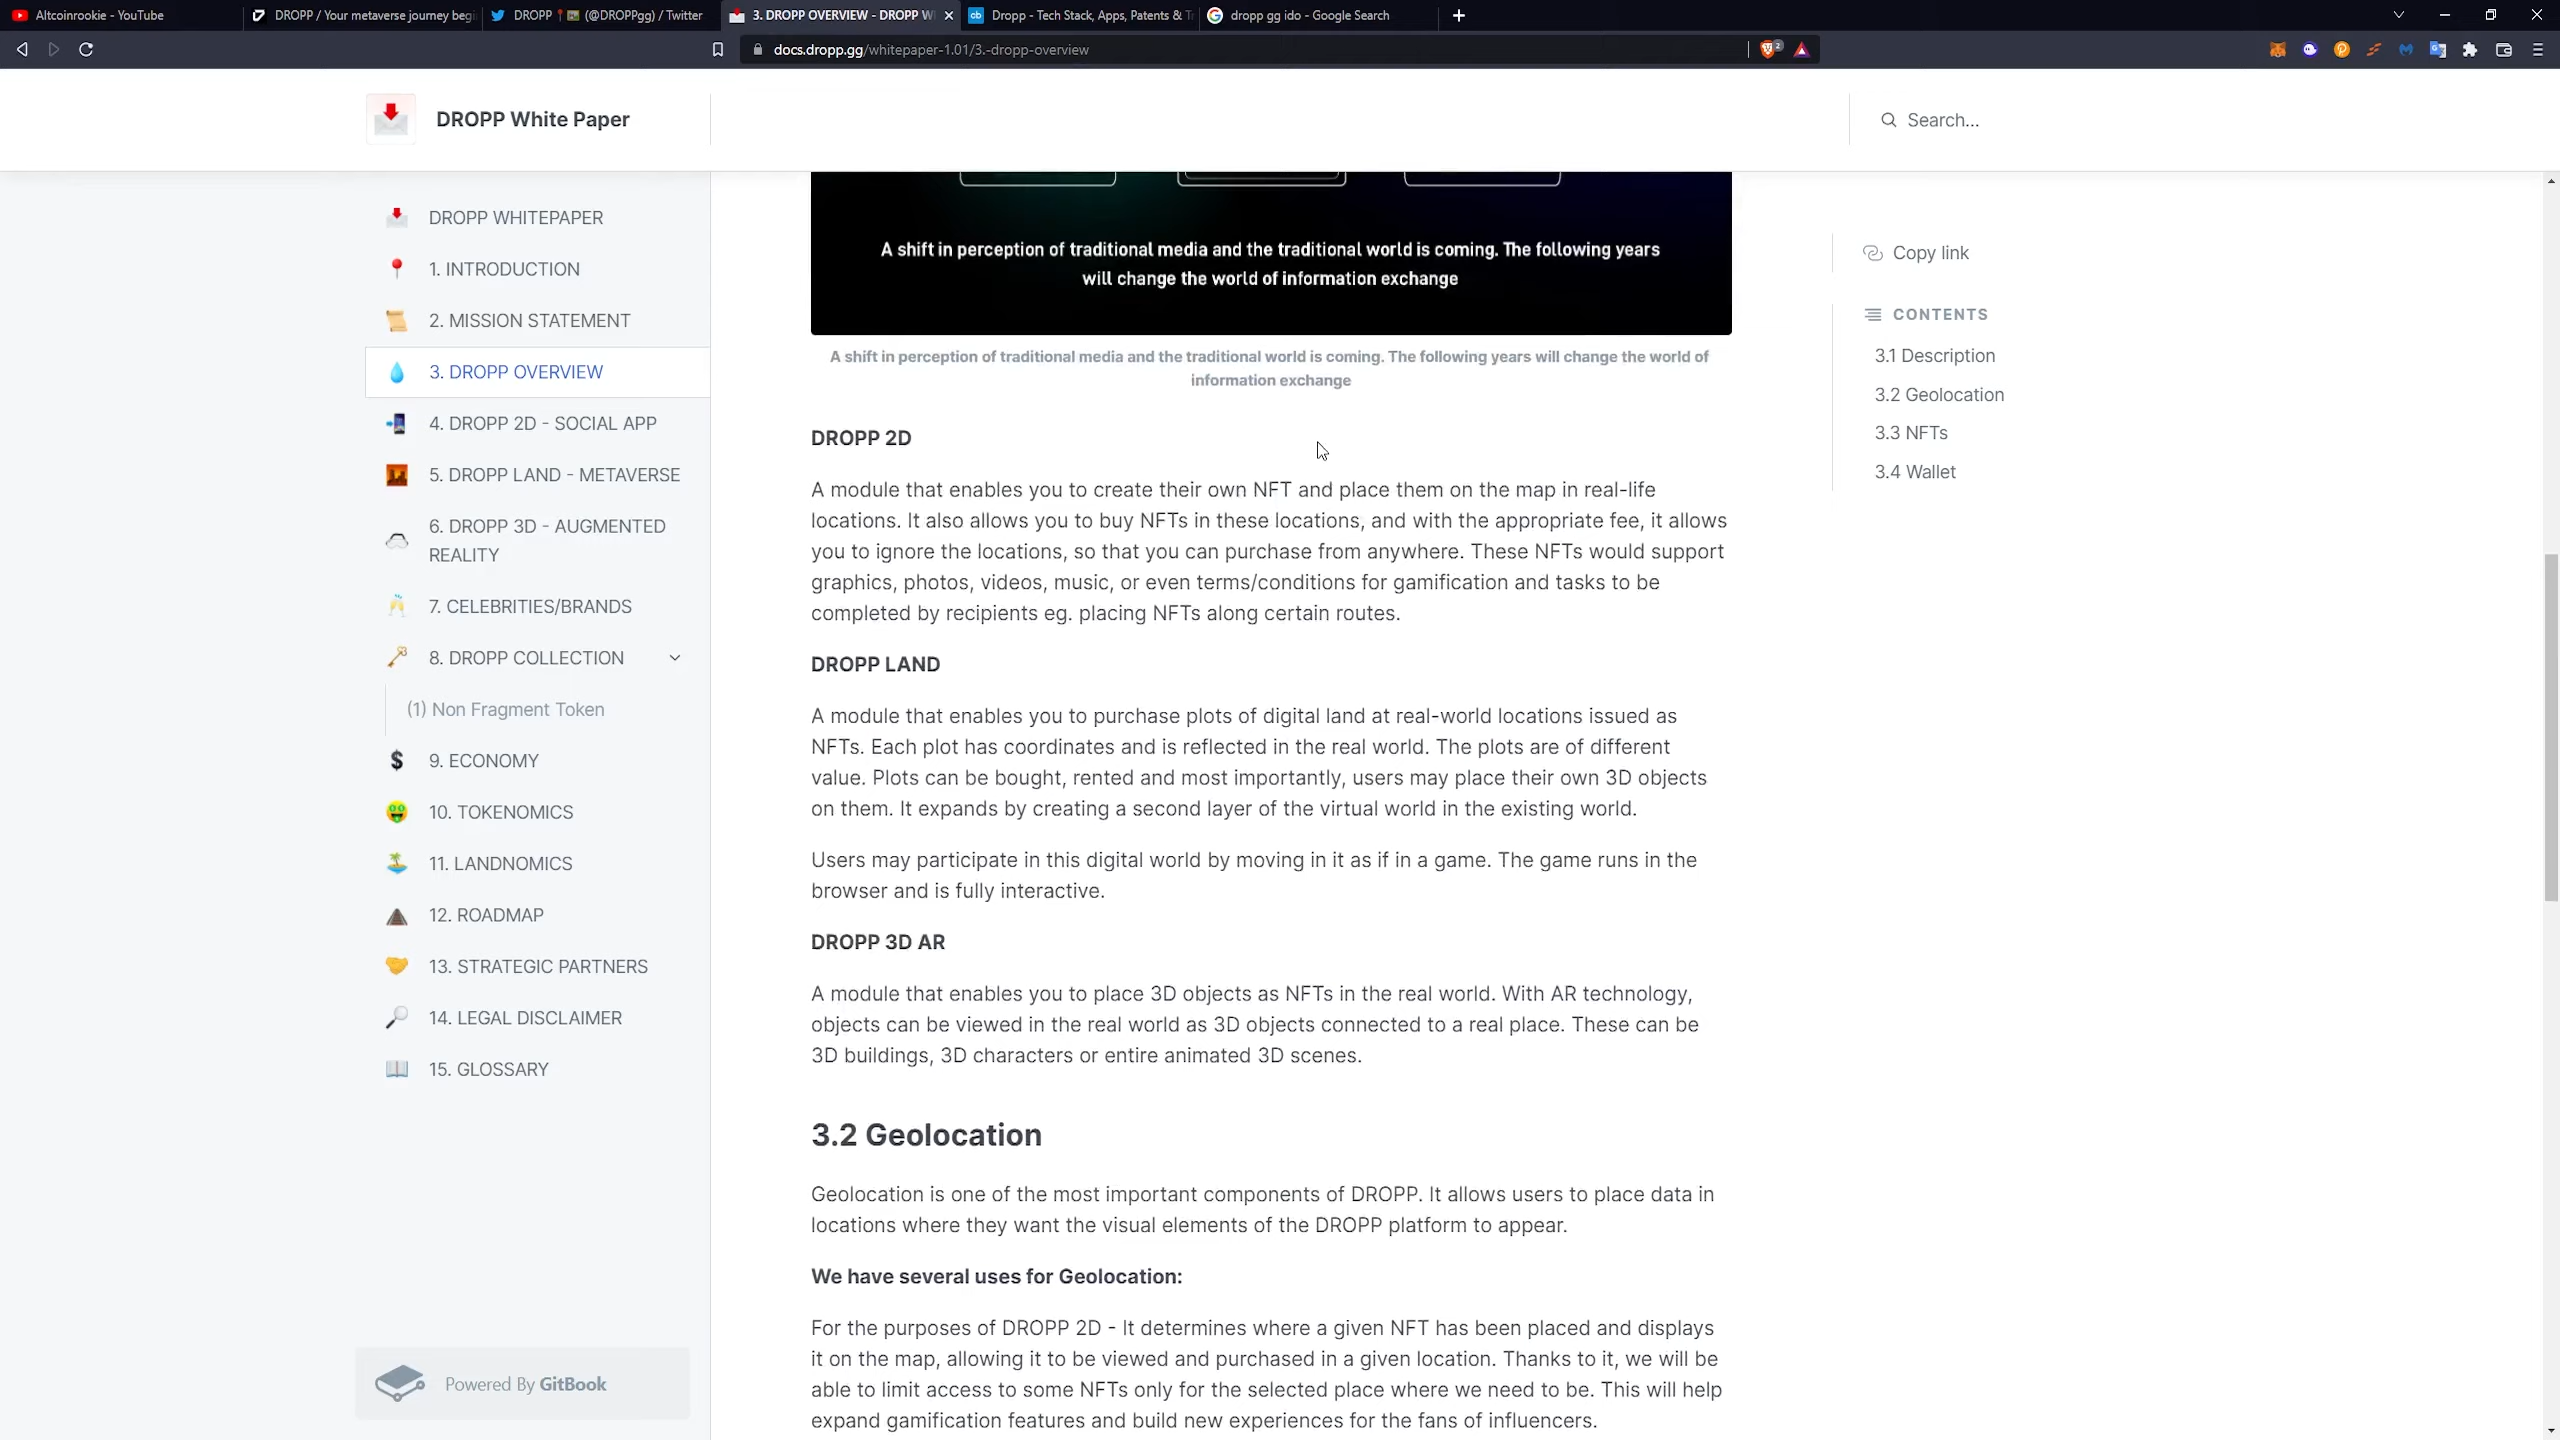 Altcoinrookie - YouTube
DROPP / Your metaverse journey begi
DROPP (@DROPPgg) / Twitter
3. DROPP OVERVIEW - DROPP W
cb Dropp - Tech Stack, Apps, Patents & T
dropp gg ido - Google Search
docs.dropp.gg/whitepaper-1.01/3.-dropp-overview
2
DROPP White Paper
Search...
DROPP WHITEPAPER
1. INTRODUCTION
2. MISSION STATEMENT
3. DROPP OVERVIEW
4. DROPP 2D - SOCIAL APP
5. DROPP LAND - METAVERSE
6. DROPP 3D - AUGMENTED
REALITY
7. CELEBRITIES/BRANDS
8. DROPP COLLECTION
(1) Non Fragment Token
9. ECONOMY
10. TOKENOMICS
11. LANDNOMICS
12. ROADMAP
13. STRATEGIC PARTNERS
14. LEGAL DISCLAIMER
15. GLOSSARY
Powered By GitBook
A shift in perception of traditional media and the traditional world is coming. The following years
will change the world of information exchange
A shift in perception of traditional media and the traditional world is coming. The following years will change the world of
information exchange
DROPP 2D
A module that enables you to create their own NFT and place them on the map in real-life
locations. It also allows you to buy NFTs in these locations, and with the appropriate fee, it allows
you to ignore the locations, so that you can purchase from anywhere. These NFTs would support
graphics, photos, videos, music, or even terms/conditions for gamification and tasks to be
completed by recipients eg. placing NFTs along certain routes.
DROPP LAND
A module that enables you to purchase plots of digital land at real-world locations issued as
NFTs. Each plot has coordinates and is reflected in the real world. The plots are of different
value. Plots can be bought, rented and most importantly, users may place their own 3D objects
on them. It expands by creating a second layer of the virtual world in the existing world.
Users may participate in this digital world by moving in it as if in a game. The game runs in the
browser and is fully interactive.
DROPP 3D AR
A module that enables you to place 3D objects as NFTs in the real world. With AR technology,
objects can be viewed in the real world as 3D objects connected to a real place. These can be
3D buildings, 3D characters or entire animated 3D scenes.
3.2 Geolocation
Geolocation is one of the most important components of DROPP. It allows users to place data in
locations where they want the visual elements of the DROPP platform to appear.
We have several uses for Geolocation:
For the purposes of DROPP 2D - It determines where a given NFT has been placed and displays
it on the map, allowing it to be viewed and purchased in a given location. Thanks to it, we will be
able to limit access to some NFTs only for the selected place where we need to be. This will help
expand gamification features and build new experiences for the fans of influencers.
Copy link
CONTENTS
3.1 Description
3.2 Geolocation
3.3 NFTs
3.4 Wallet